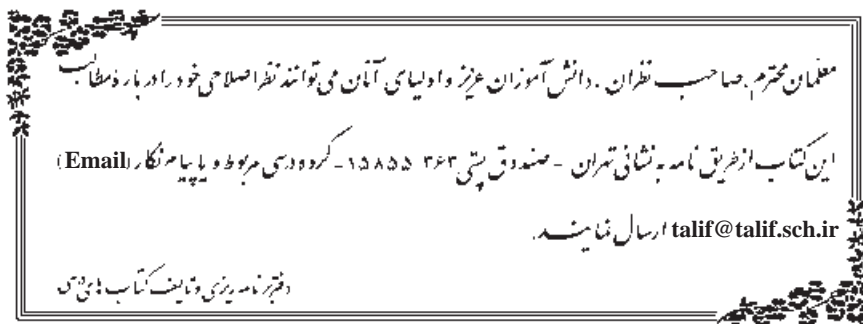 معلمان محترم، صاحب نظران، دانش آموزان عزیز و اولیای آنان می توانند نظر اصلاحی خود را درباره مطالب
این کتاب از طریق نامه به نشانی تهران - صندوق پستی ۳۶۳ ۱۵۸۵۵ - گروه درسی مربوط و یا پیام نگار (Email)
talif@talif.sch.ir ارسال نمایند.
دفتر برنامه ریزی و تالیف کتاب های درسی